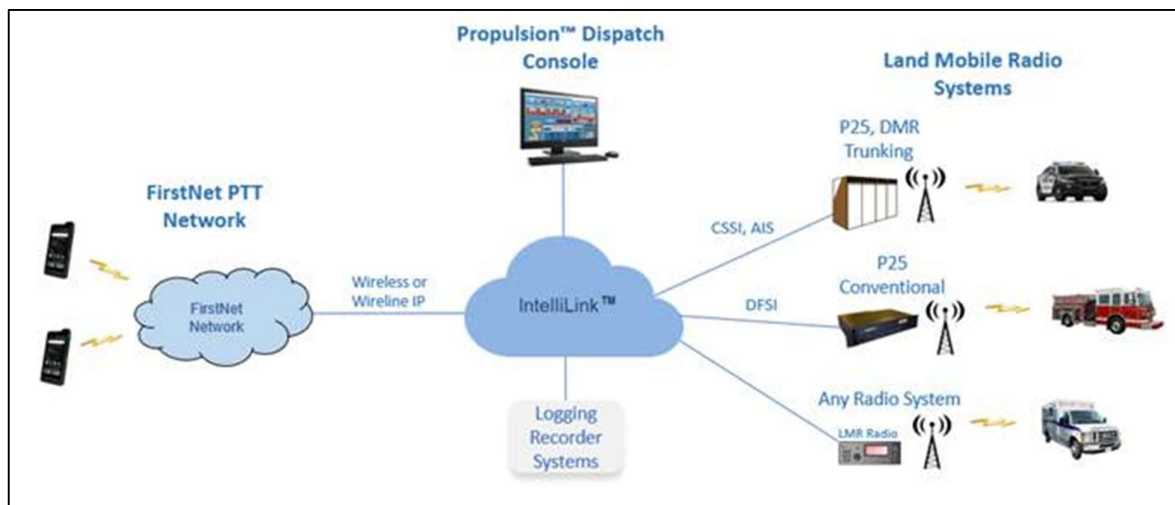 Propulsion™ Dispatch
Console
Land Mobile Radio
Systems
P25, DMR
Trunking
FirstNet PTT
Network
CSSI, AIS
P25
Conventional
Wireless or
Wireline IP
FirstNet
Network
IntelliLink™
DFSI
Any Radio System
LMR Radio
Logging
Recorder
Systems